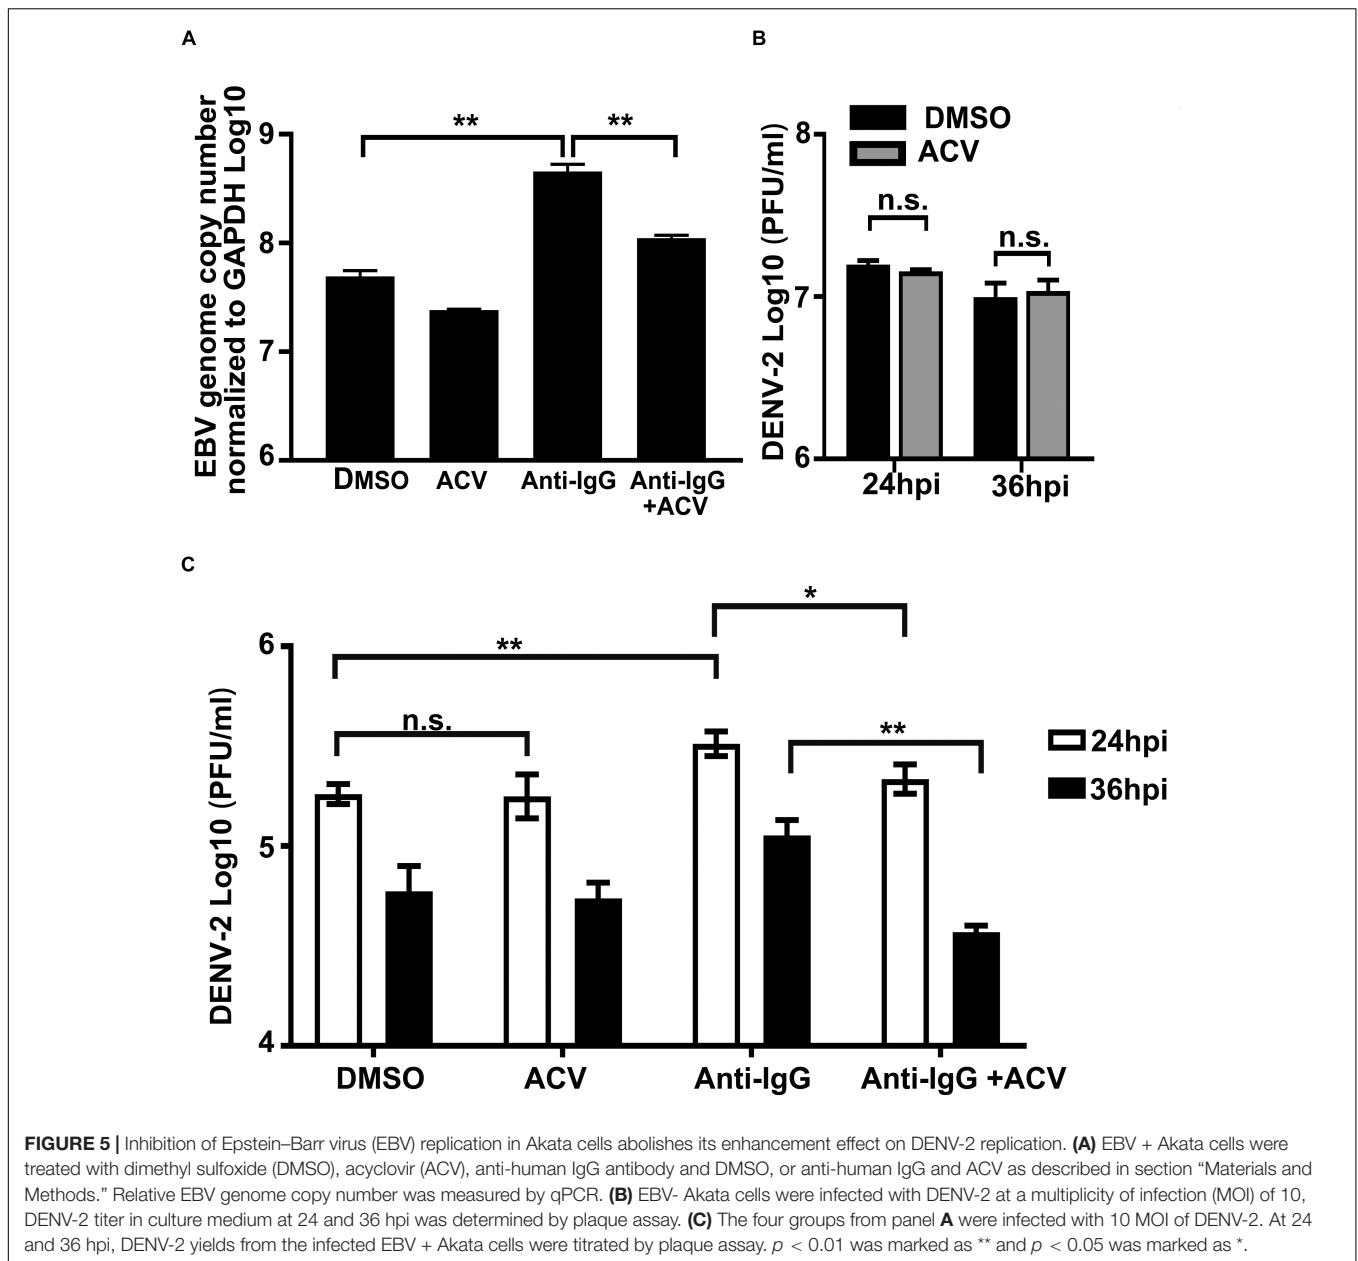 A
EBV genome copy number
normalized to GAPDH Log10
9
8
7
6
**
**
DMSO
ACV
Anti-IgG
Anti-IgG
+ACV
B
DENV-2 Log10 (PFU/ml)
8
7
6
DMSO
ACV
n.s.
n.s.
24hpi
36hpi
C
DENV-2 Log10 (PFU/ml)
6
5
4
*
**
n.s.
**
24hpi
36hpi
DMSO
ACV
Anti-IgG
Anti-IgG +ACV
FIGURE 5 | Inhibition of Epstein–Barr virus (EBV) replication in Akata cells abolishes its enhancement effect on DENV-2 replication. (A) EBV + Akata cells were
treated with dimethyl sulfoxide (DMSO), acyclovir (ACV), anti-human IgG antibody and DMSO, or anti-human IgG and ACV as described in section “Materials and
Methods.” Relative EBV genome copy number was measured by qPCR. (B) EBV- Akata cells were infected with DENV-2 at a multiplicity of infection (MOI) of 10,
DENV-2 titer in culture medium at 24 and 36 hpi was determined by plaque assay. (C) The four groups from panel A were infected with 10 MOI of DENV-2. At 24
and 36 hpi, DENV-2 yields from the infected EBV + Akata cells were titrated by plaque assay. p < 0.01 was marked as ** and p < 0.05 was marked as *.